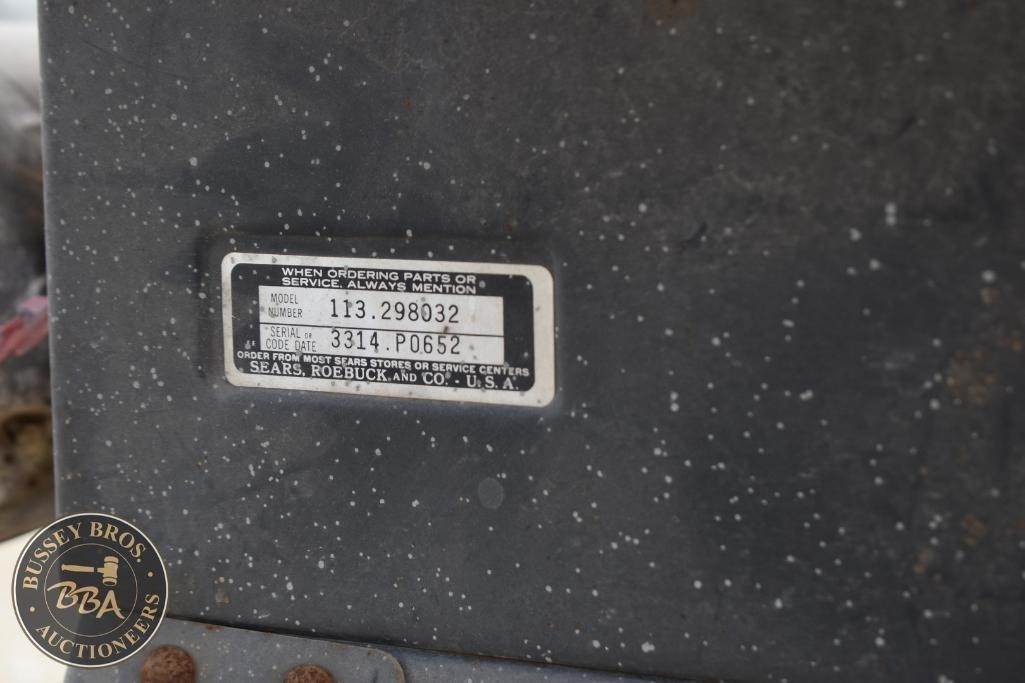 WHEN ORDERING PARTS OR
SERVICE, ALWAYS MENTION
MODEL
NUMBER 113.298032
SERIAL OR
CODE DATE 3314.P0652
ORDER FROM MOST SEARS STORES OR SERVICE CENTERS
SEARS, ROEBUCK AND CO. - U.S.A.
BUSSEY BROS.
BBA
AUCTIONEERS